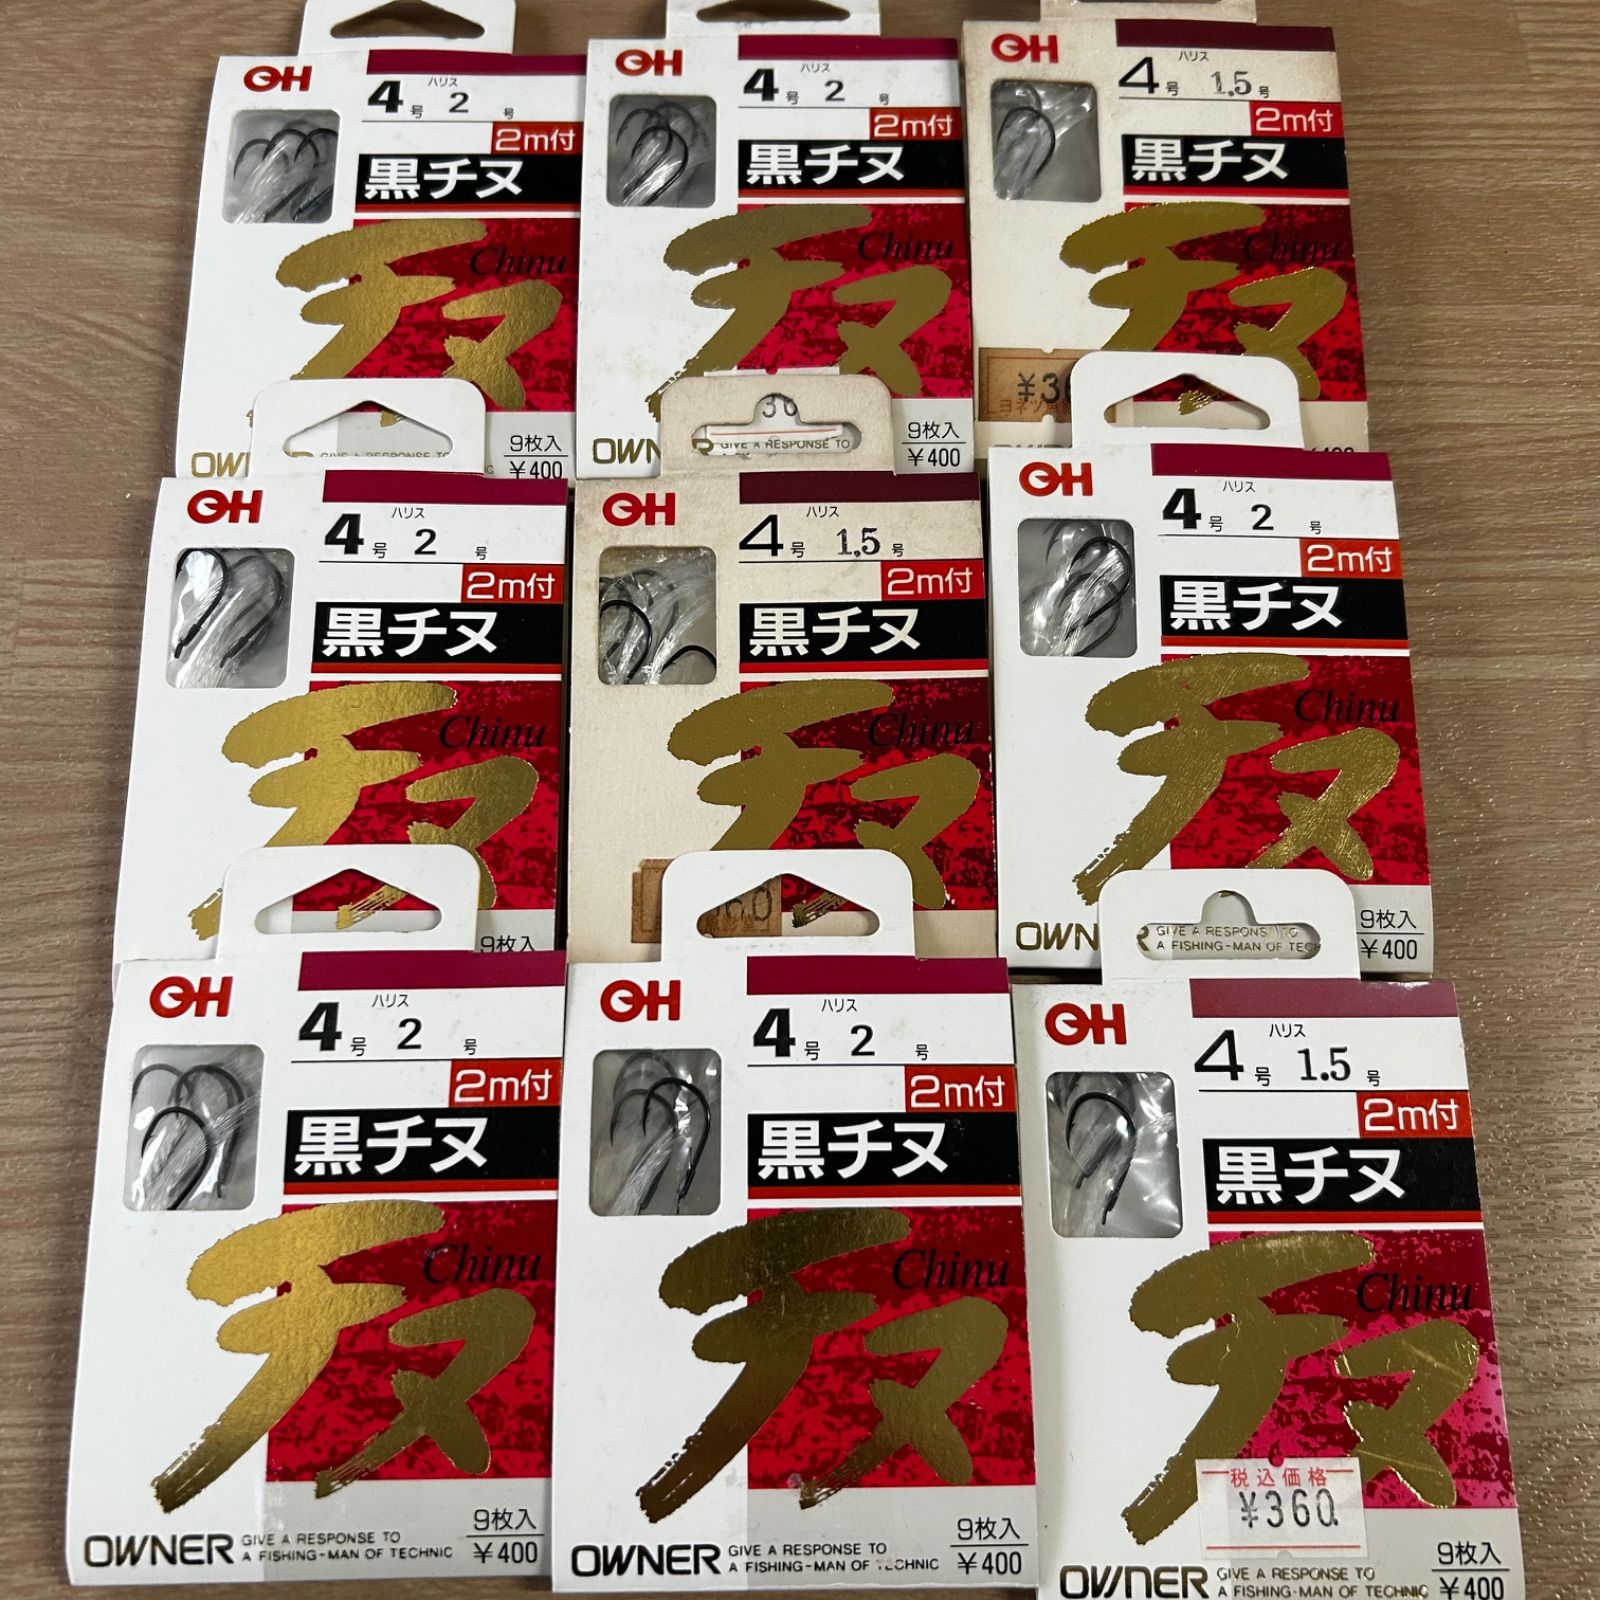 OH
ハリス
4号 2号
2m付
黒チヌ
チヌ
Chinu
9枚入
¥400
OH
ハリス
4号 2号
2m付
黒チヌ
チヌ
Chinu
OWNER
9枚入
¥400
OH
ハリス
4号 1.5号
2m付
黒チヌ
チヌ
Chinu
OH
ハリス
4号 2号
2m付
黒チヌ
チヌ
Chinu
9枚入
GIVE A RESPONSE TO
OH
ハリス
4号 1.5号
2m付
黒チヌ
チヌ
Chinu
OH
ハリス
4号 2号
2m付
黒チヌ
チヌ
Chinu
GIVE A RESPONSE TO
A FISHING-MAN OF TECH
9枚入
¥400
OH
ハリス
4号 2号
2m付
黒チヌ
チヌ
Chinu
OWNER
GIVE A RESPONSE TO
A FISHING-MAN OF TECHNIC
9枚入
¥400
OH
ハリス
4号 2号
2m付
黒チヌ
チヌ
Chinu
OWNER
GIVE A RESPONSE TO
A FISHING-MAN OF TECHNIC
9枚入
¥400
OH
ハリス
4号 1.5号
2m付
黒チヌ
チヌ
Chinu
税込価格
¥360
OWNER
GIVE A RESPONSE TO
A FISHING-MAN OF TECHNIC
9枚入
¥400